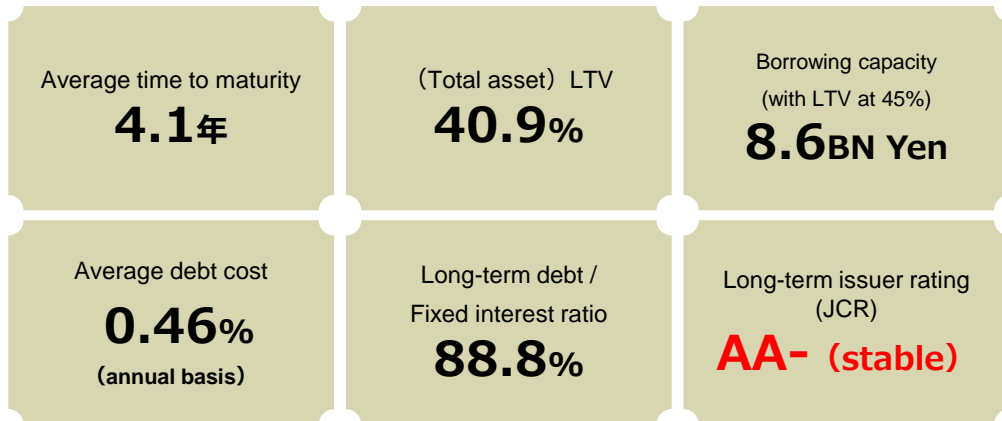 Average time to maturity
4.1年
（Total asset）LTV
40.9%
Borrowing capacity
(with LTV at 45%)
8.6BN Yen
Average debt cost
0.46%
（annual basis）
Long-term debt /
Fixed interest ratio
88.8%
Long-term issuer rating
(JCR)
AA-（stable）